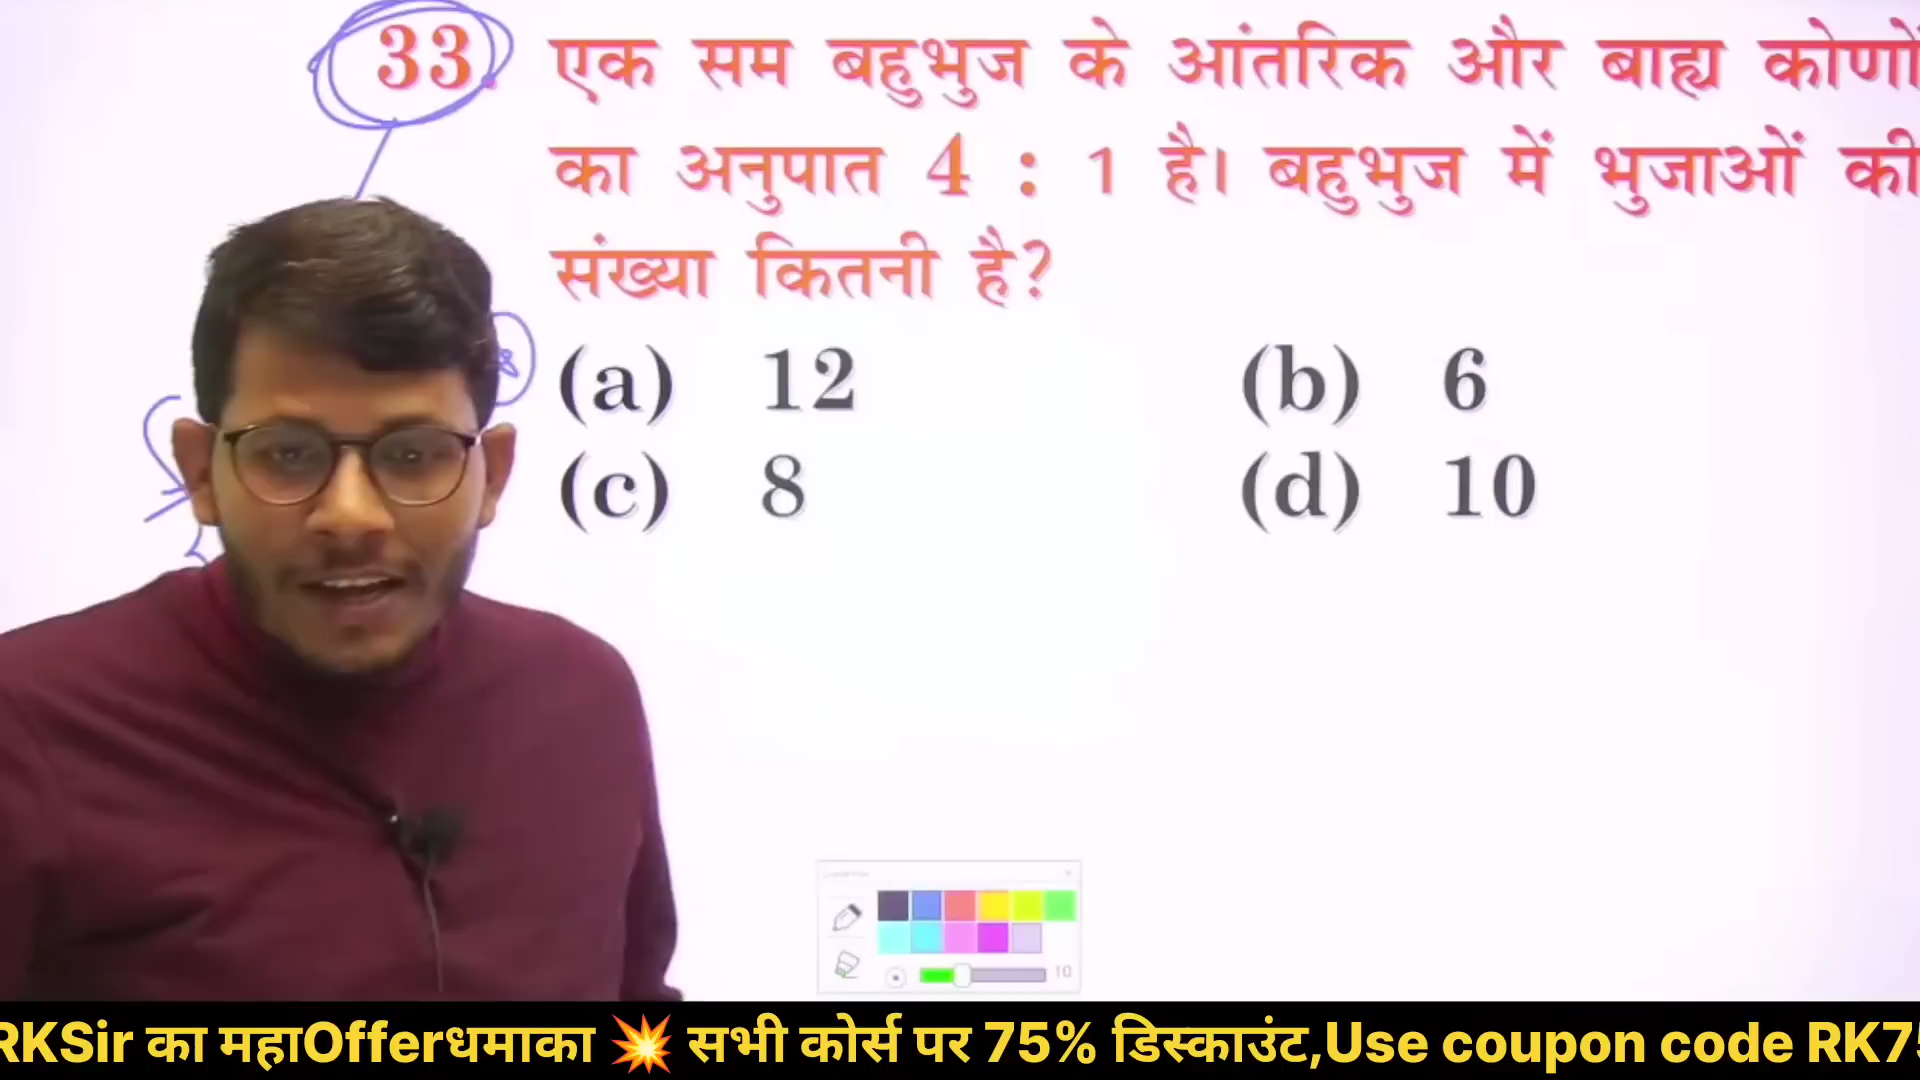 33. एक सम बहुभुज के आंतरिक और बाह्य कोणों
का अनुपात 4 : 1 है। बहुभुज में भुजाओं की
संख्या कितनी है?
(a) 12 (b) 6
(c) 8 (d) 10
10
RKSir का महाOfferधमाका 💥 सभी कोर्स पर 75% डिस्काउंट,Use coupon code RK75